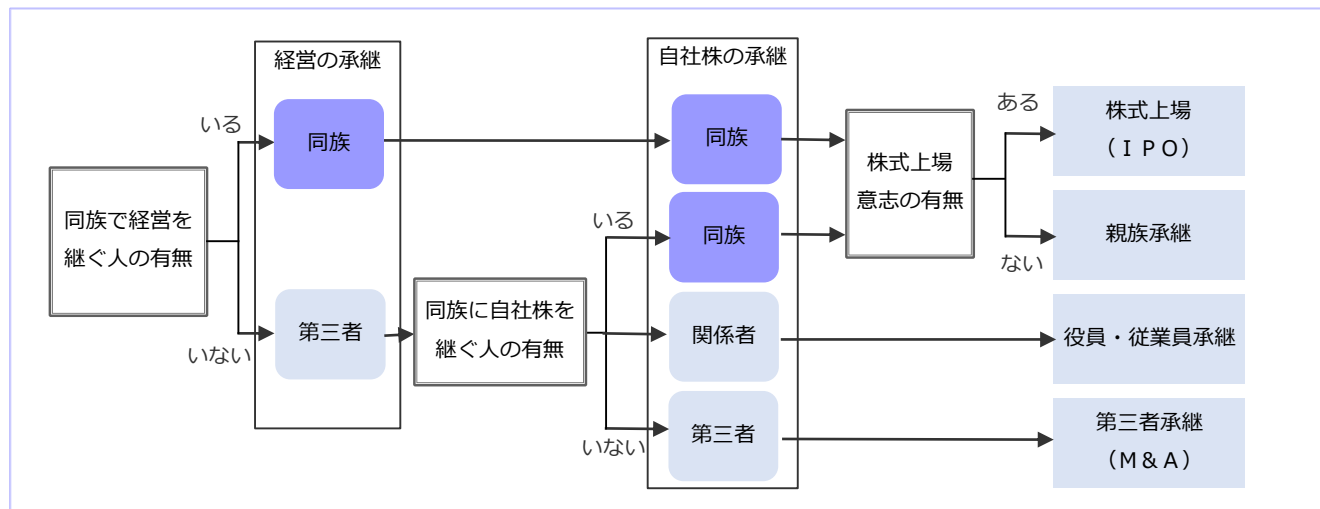 経営の承継
自社株の承継
同族で経営を
継ぐ人の有無
いる
いない
同族
第三者
同族に自社株を
継ぐ人の有無
いる
いない
同族
同族
関係者
第三者
株式上場
意志の有無
ある
ない
株式上場
（ＩＰＯ）
親族承継
役員・従業員承継
第三者承継
（Ｍ＆Ａ）